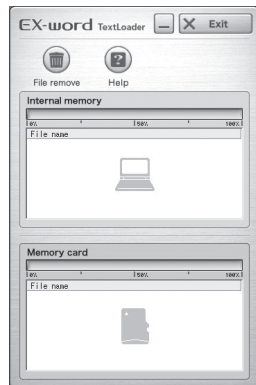 EX-word TextLoader
Exit
File remove Help
Internal memory
0% 50% 100%
File name
Memory card
0% 50% 100%
File name